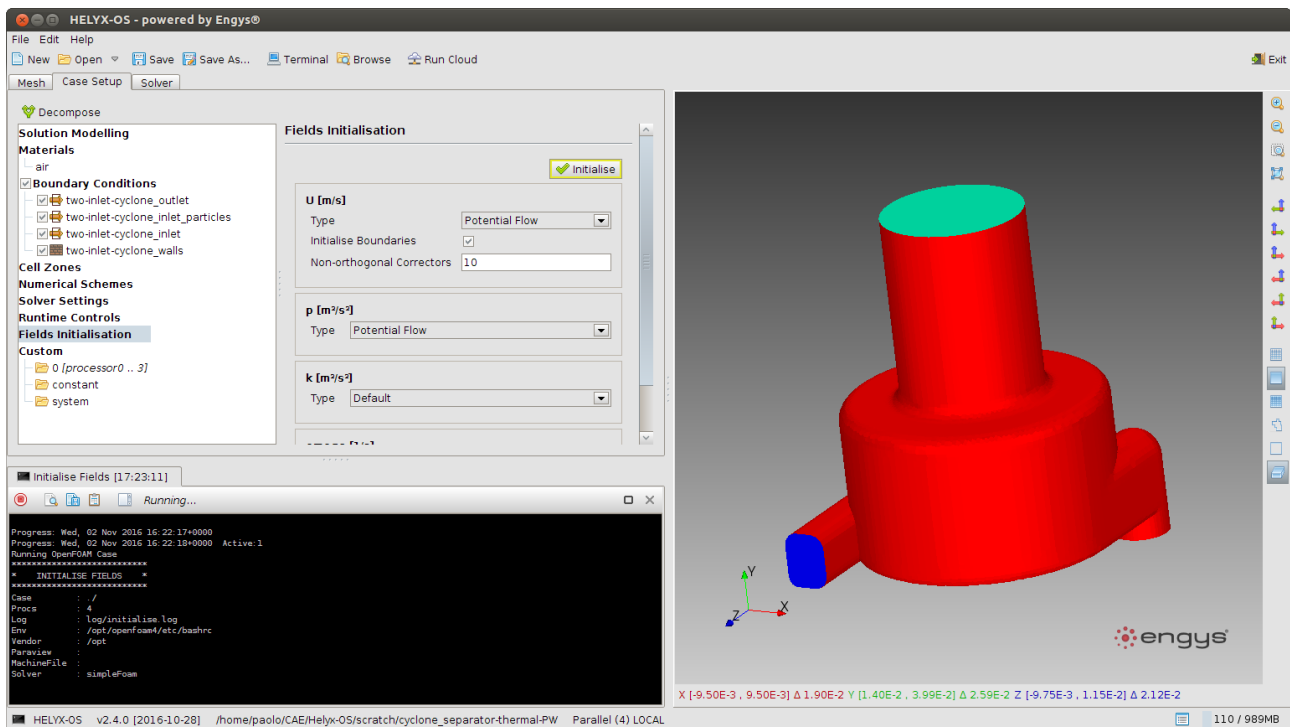 HELYX-OS - powered by Engys®
File Edit Help
New Open Save Save As... Terminal Browse Run Cloud Exit
Mesh Case Setup Solver
Decompose
Solution Modelling
Materials
air
Boundary Conditions
two-inlet-cyclone_outlet
two-inlet-cyclone_inlet_particles
two-inlet-cyclone_inlet
two-inlet-cyclone_walls
Cell Zones
Numerical Schemes
Solver Settings
Runtime Controls
Fields Initialisation
Custom
0 [processor0 .. 3]
constant
system
Fields Initialisation
Initialise
U [m/s]
Type Potential Flow
Initialise Boundaries
Non-orthogonal Correctors 10
p [m²/s²]
Type Potential Flow
k [m²/s²]
Type Default
Initialise Fields [17:23:11]
Running...
Progress: Wed, 02 Nov 2016 16:22:17+0000
Progress: Wed, 02 Nov 2016 16:22:18+0000 Active:1
Running OpenFOAM Case
****************************
* INITIALISE FIELDS *
****************************
Case : ./
Procs : 4
Log : log/initialise.log
Env : /opt/openfoam4/etc/bashrc
Vendor : /opt
Paraview :
MachineFile :
Solver : simpleFoam
Y
X
Z
engys
X [-9.50E-3 , 9.50E-3] Δ 1.90E-2 Y [1.40E-2 , 3.99E-2] Δ 2.59E-2 Z [-9.75E-3 , 1.15E-2] Δ 2.12E-2
HELYX-OS v2.4.0 [2016-10-28] /home/paolo/CAE/Helyx-OS/scratch/cyclone_separator-thermal-PW Parallel (4) LOCAL 110 / 989MB